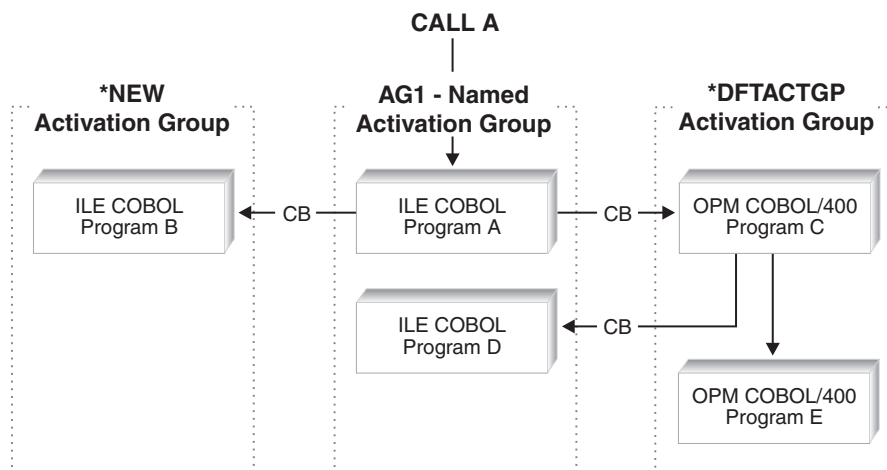 CALL A
*NEW
Activation Group
AG1 - Named
Activation Group
*DFTACTGP
Activation Group
ILE COBOL
Program B
CB
ILE COBOL
Program A
CB
OPM COBOL/400
Program C
ILE COBOL
Program D
CB
OPM COBOL/400
Program E